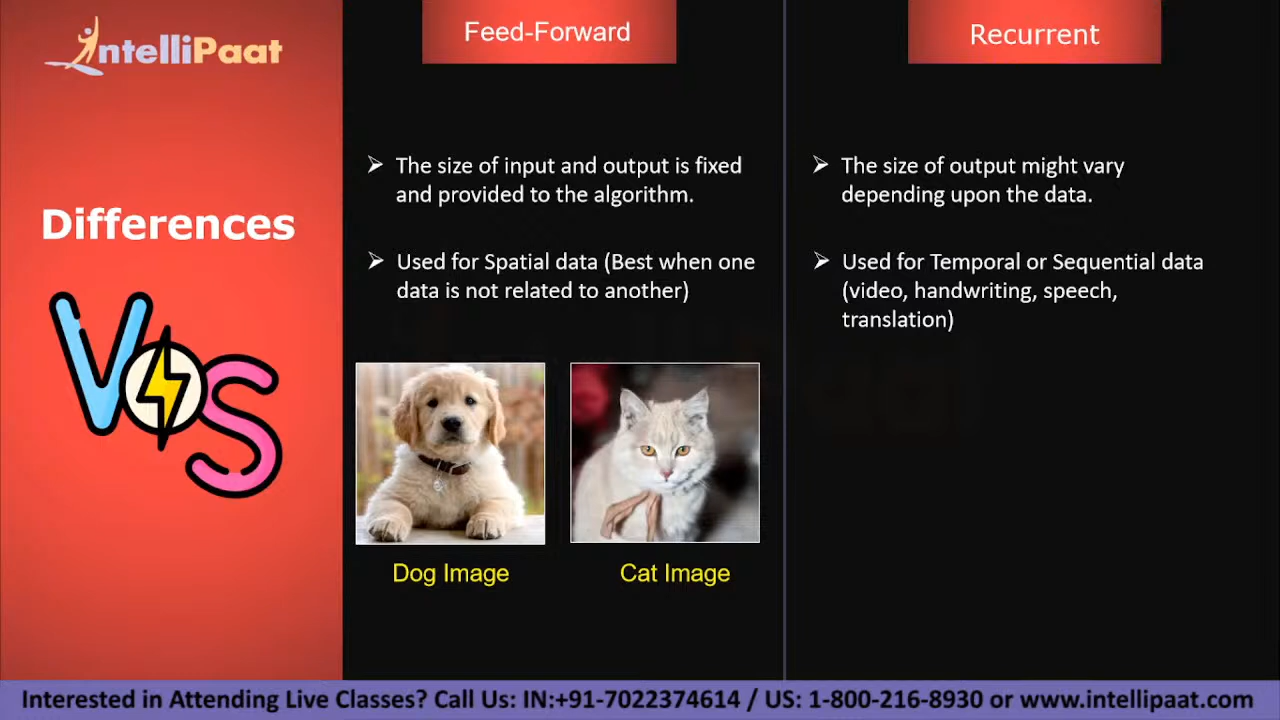 IntelliPaat
Differences
VS
Feed-Forward
➢ The size of input and output is fixed
and provided to the algorithm.
➢ Used for Spatial data (Best when one
data is not related to another)
Dog Image
Cat Image
Recurrent
➢ The size of output might vary
depending upon the data.
➢ Used for Temporal or Sequential data
(video, handwriting, speech,
translation)
Interested in Attending Live Classes? Call Us: IN:+91-7022374614 / US: 1-800-216-8930 or www.intellipaat.com